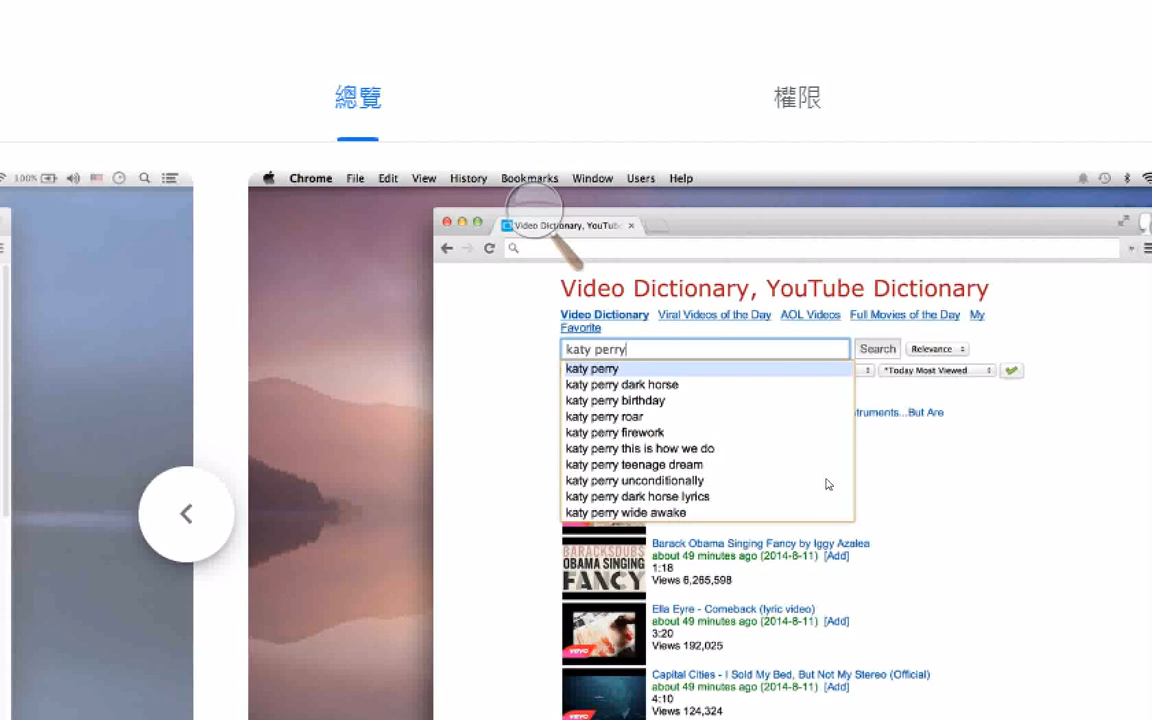 總覽
權限
100%
Chrome File Edit View History Bookmarks Window Users Help
Video Dictionary, YouTube
Video Dictionary, YouTube Dictionary
Video Dictionary Viral Videos of the Day AOL Videos Full Movies of the Day My
Favorite
katy perry Search Relevance
katy perry
*Today Most Viewed
katy perry dark horse
katy perry birthday
katy perry roar
truments...But Are
katy perry firework
katy perry this is how we do
katy perry teenage dream
katy perry unconditionally
katy perry dark horse lyrics
katy perry wide awake
BARACKSDUBS
OBAMA SINGING
FANCY
Barack Obama Singing Fancy by Iggy Azalea
about 49 minutes ago (2014-8-11) [Add]
1:18
Views 6,265,598
vevo
Ella Eyre - Comeback (lyric video)
about 49 minutes ago (2014-8-11) [Add]
3:20
Views 192,025
vevo
Capital Cities - I Sold My Bed, But Not My Stereo (Official)
about 49 minutes ago (2014-8-11) [Add]
4:10
Views 124,324